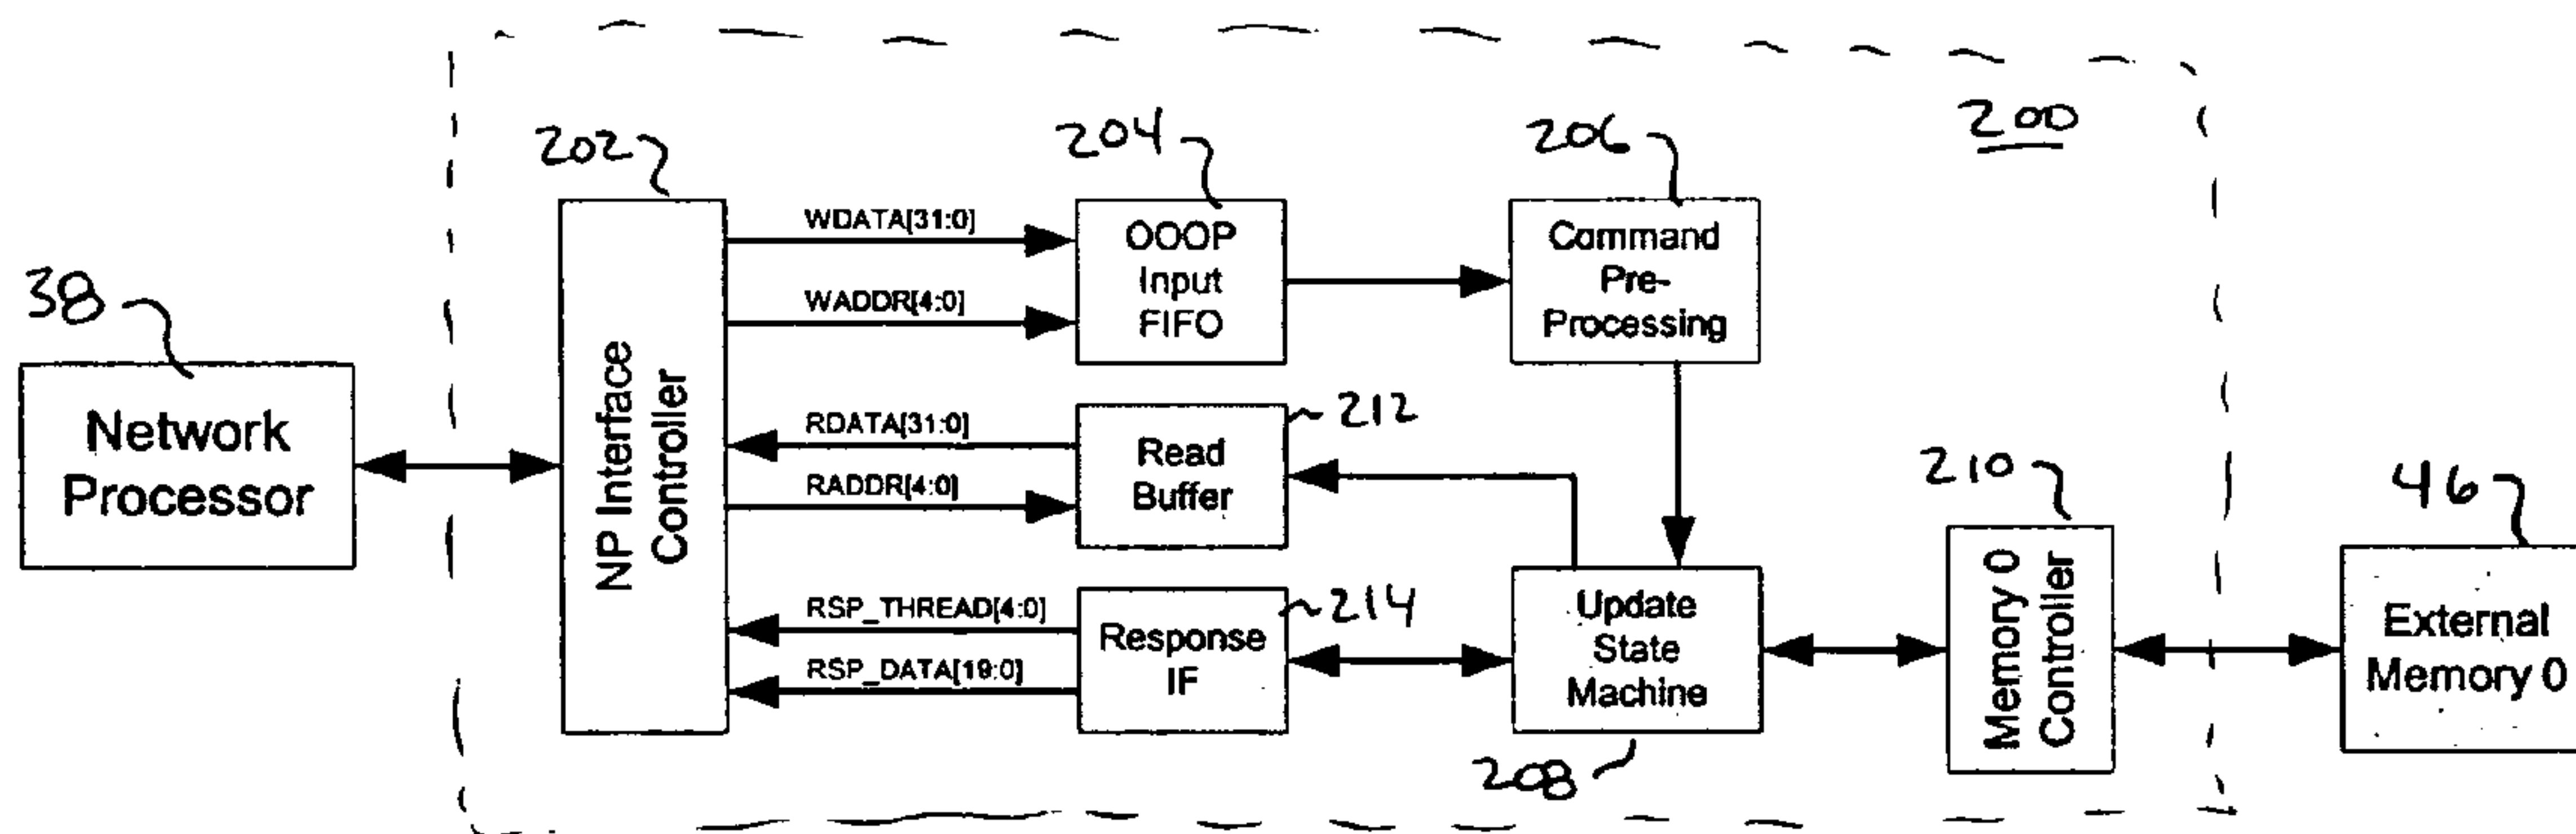 200
202
204
206
WDATA[31:0]
OOOP
Input
FIFO
Command
Pre-
Processing
WADDR[4:0]
38
Network
Processor
NP Interface
Controller
RDATA[31:0]
RADDR[4:0]
Read
Buffer
212
210
46
RSP_THREAD[4:0]
RSP_DATA[19:0]
Response
IF
214
Update
State
Machine
208
Memory 0
Controller
External
Memory 0